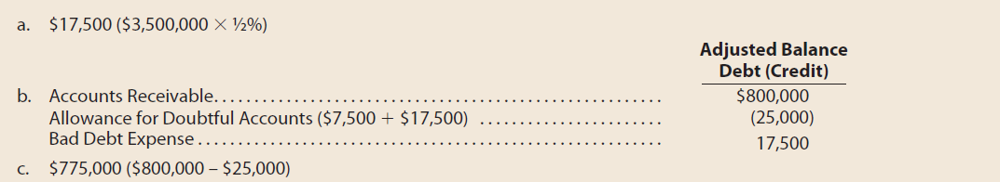 a. $17,500 ($3,500,000 × ½%)
Adjusted Balance
Debt (Credit)
b. Accounts Receivable........................................................ $800,000
Allowance for Doubtful Accounts ($7,500 + $17,500) ....................... (25,000)
Bad Debt Expense.......................................................... 17,500
c. $775,000 ($800,000 – $25,000)